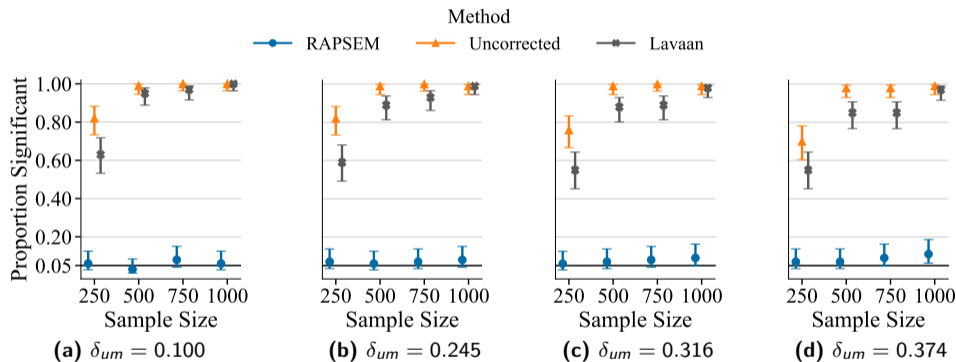 Method
RAPSEM Uncorrected Lavaan
Proportion Significant
1.00
0.80
0.60
0.40
0.20
0.05
250 500 750 1000
Sample Size
(a) δum = 0.100
250 500 750 1000
Sample Size
(b) δum = 0.245
250 500 750 1000
Sample Size
(c) δum = 0.316
250 500 750 1000
Sample Size
(d) δum = 0.374